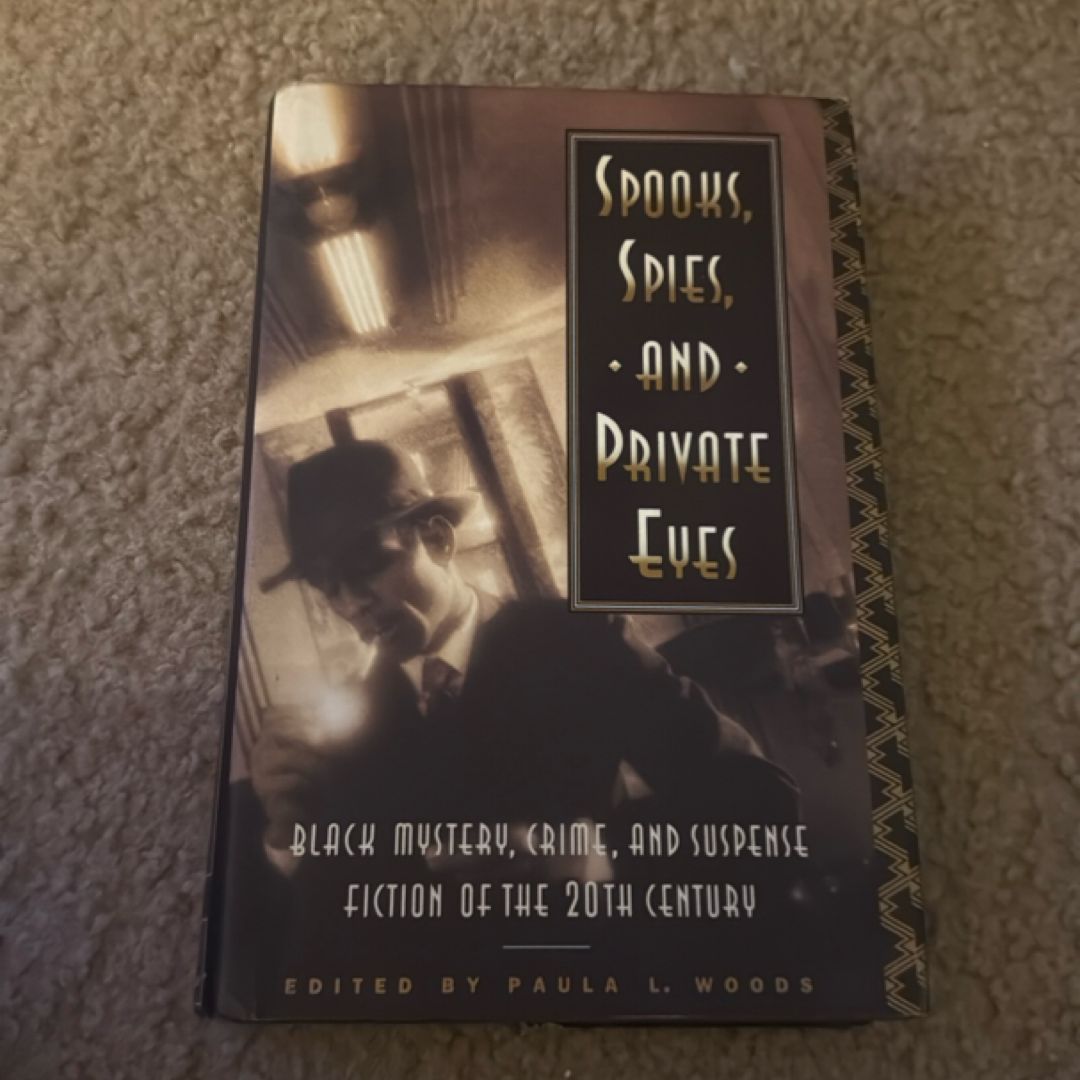 SPOOKS,
SPIES,
• AND •
PRIVATE
EYES
BLACK MYSTERY, CRIME, AND SUSPENSE
FICTION OF THE 20TH CENTURY
EDITED BY PAULA L. WOODS